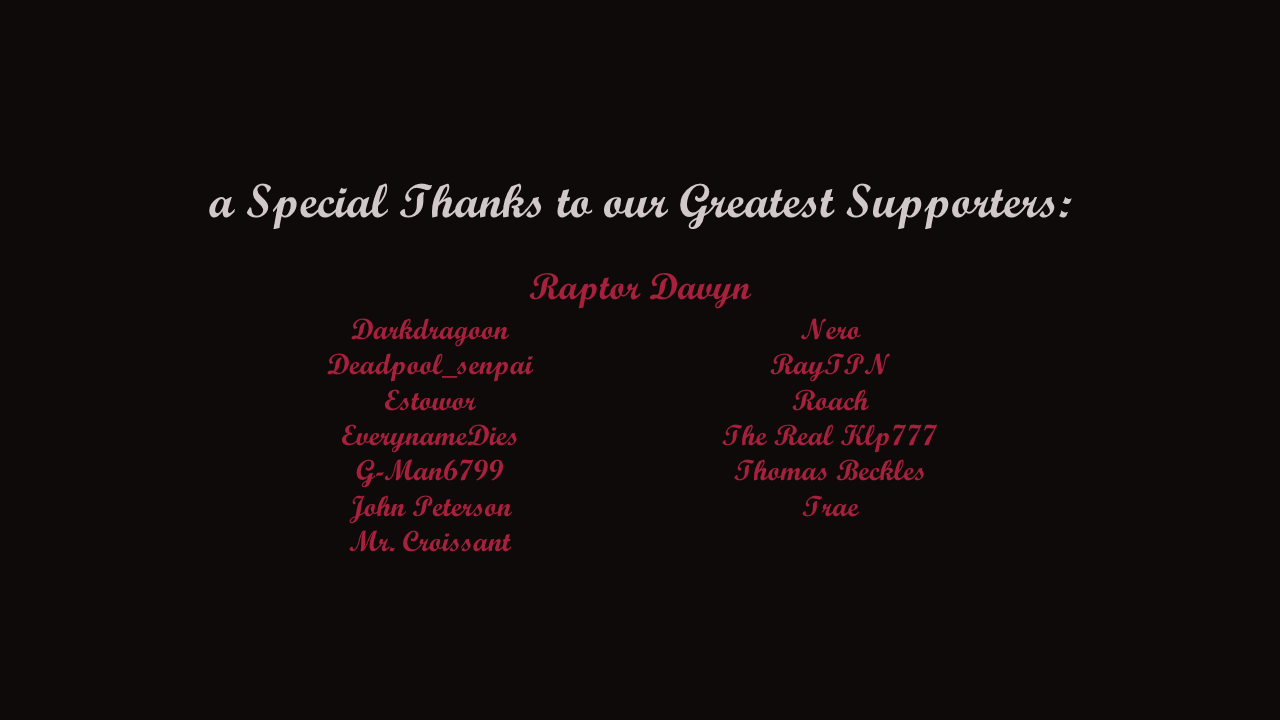 a Special Thanks to our Greatest Supporters:
Raptor Davyn
Darkdragoon
Deadpool_senpai
Estowor
EverynameDies
G-Man6799
John Peterson
Mr. Croissant
Nero
RayTPN
Roach
The Real Klp777
Thomas Beckles
Trae